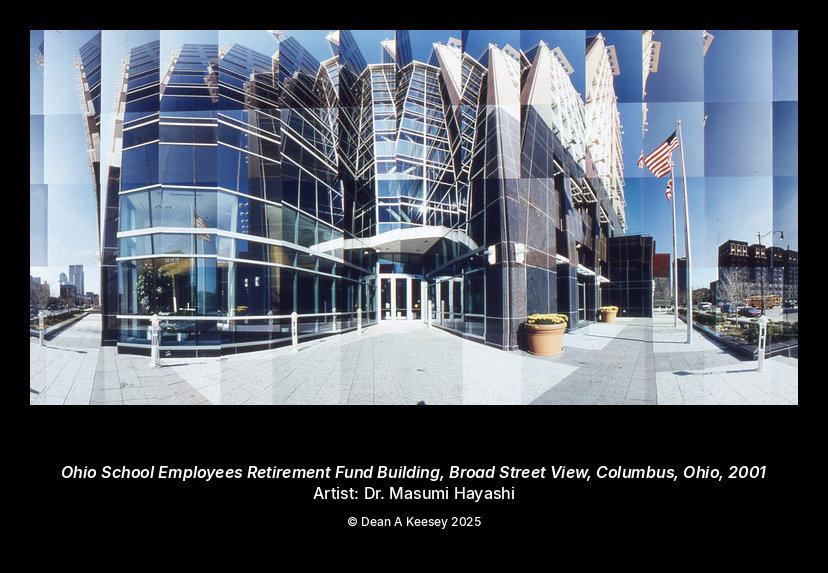 Ohio School Employees Retirement Fund Building, Broad Street View, Columbus, Ohio, 2001
Artist: Dr. Masumi Hayashi
© Dean A Keesey 2025